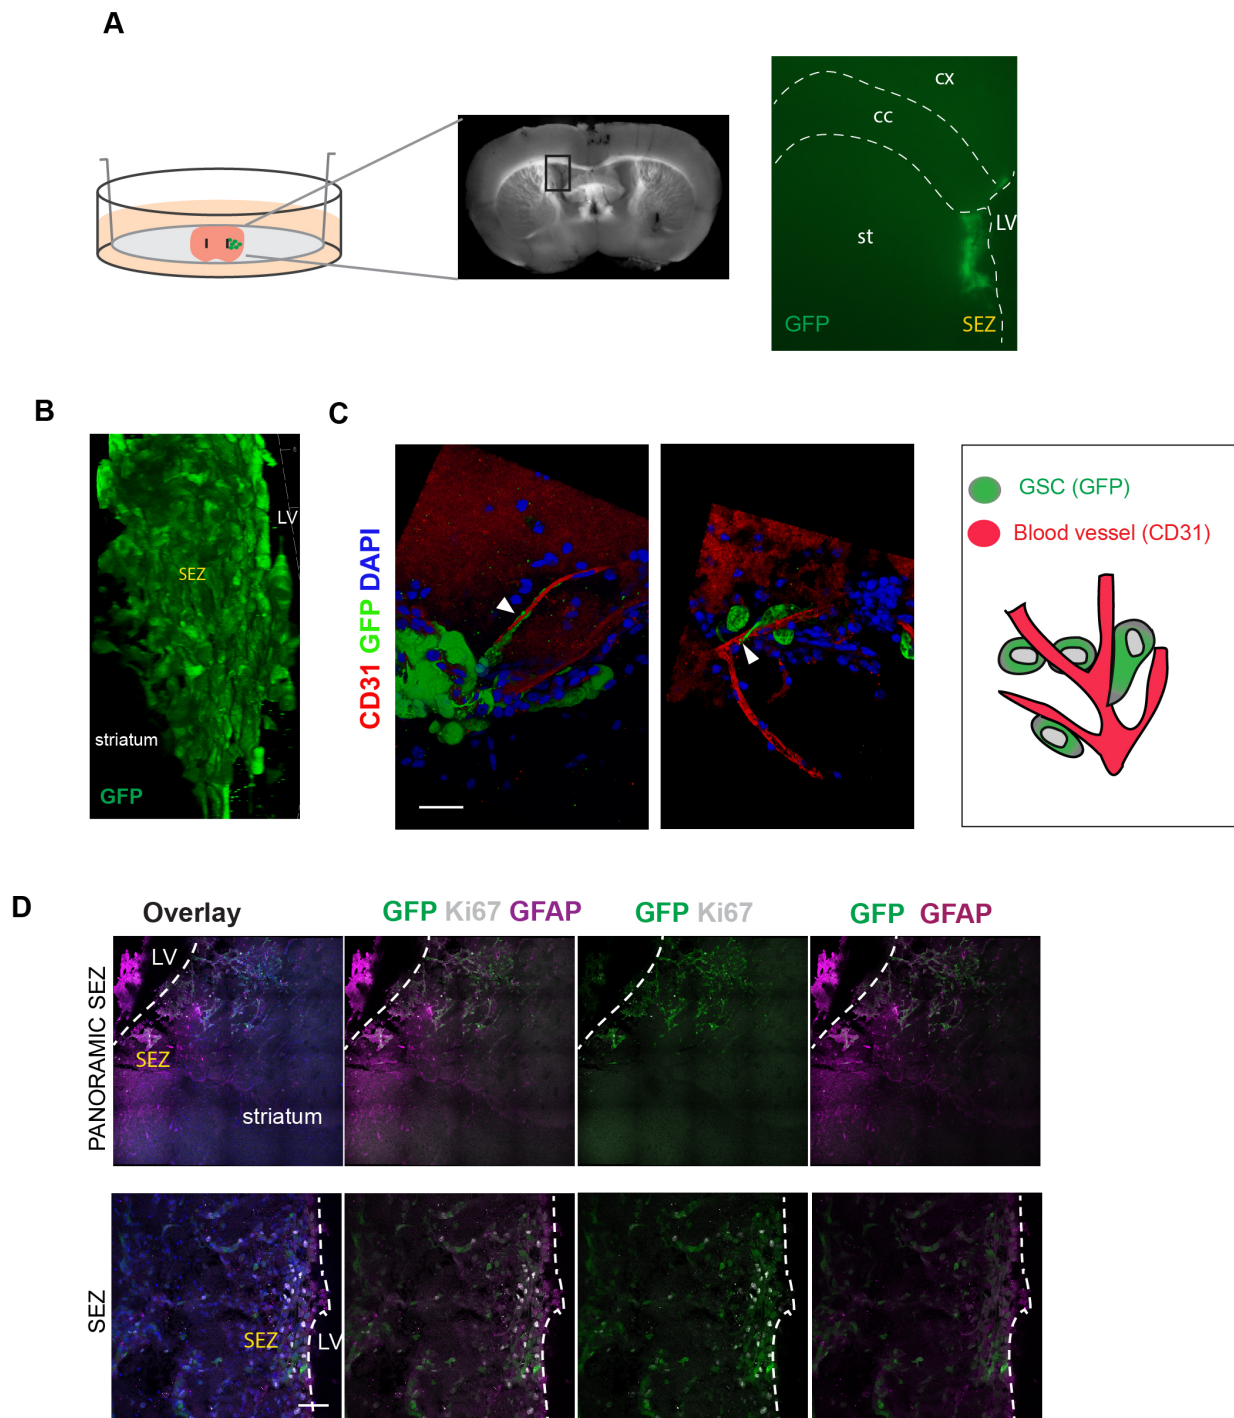 A
cx
cc
st
LV
GFP
SEZ
B
C
LV
SEZ
striatum
GFP
CD31 GFP DAPI
GSC (GFP)
Blood vessel (CD31)
D
Overlay
GFP Ki67 GFAP
GFP Ki67
GFP GFAP
PANORAMIC SEZ
LV
SEZ
striatum
SEZ
SEZ
LV